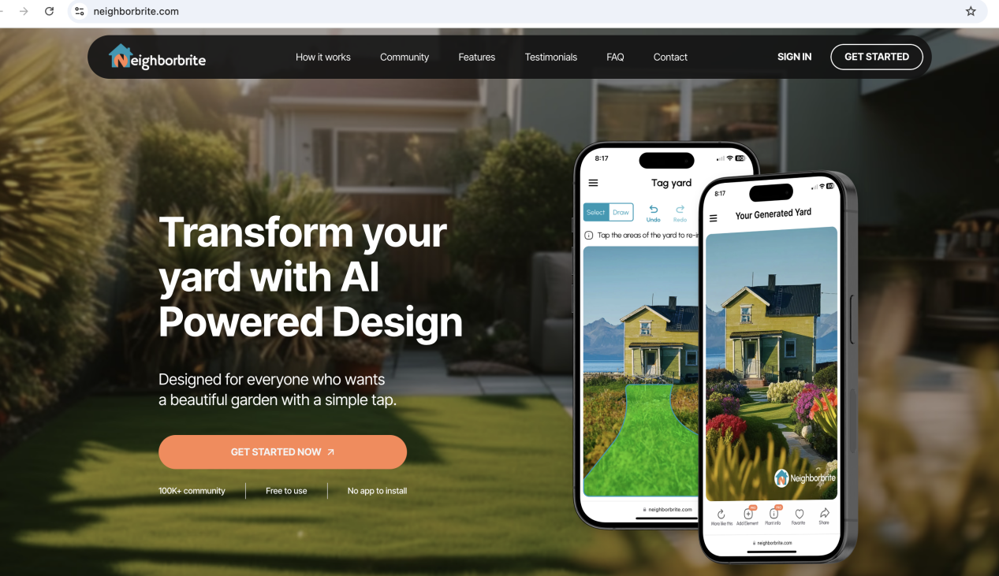 neighborbrite.com
Neighborbrite
How it works
Community
Features
Testimonials
FAQ
Contact
SIGN IN
GET STARTED
Transform your
yard with AI
Powered Design
Designed for everyone who wants
a beautiful garden with a simple tap.
GET STARTED NOW
100K+ community
Free to use
No app to install
8:17
80
Tag yard
Select
Draw
Undo
Redo
Tap the areas of the yard to re-i
neighborbrite.com
8:17
Your Generated Yard
Neighborbrite
More like this
Add Element
Plant info
Favorite
Share
neighborbrite.com